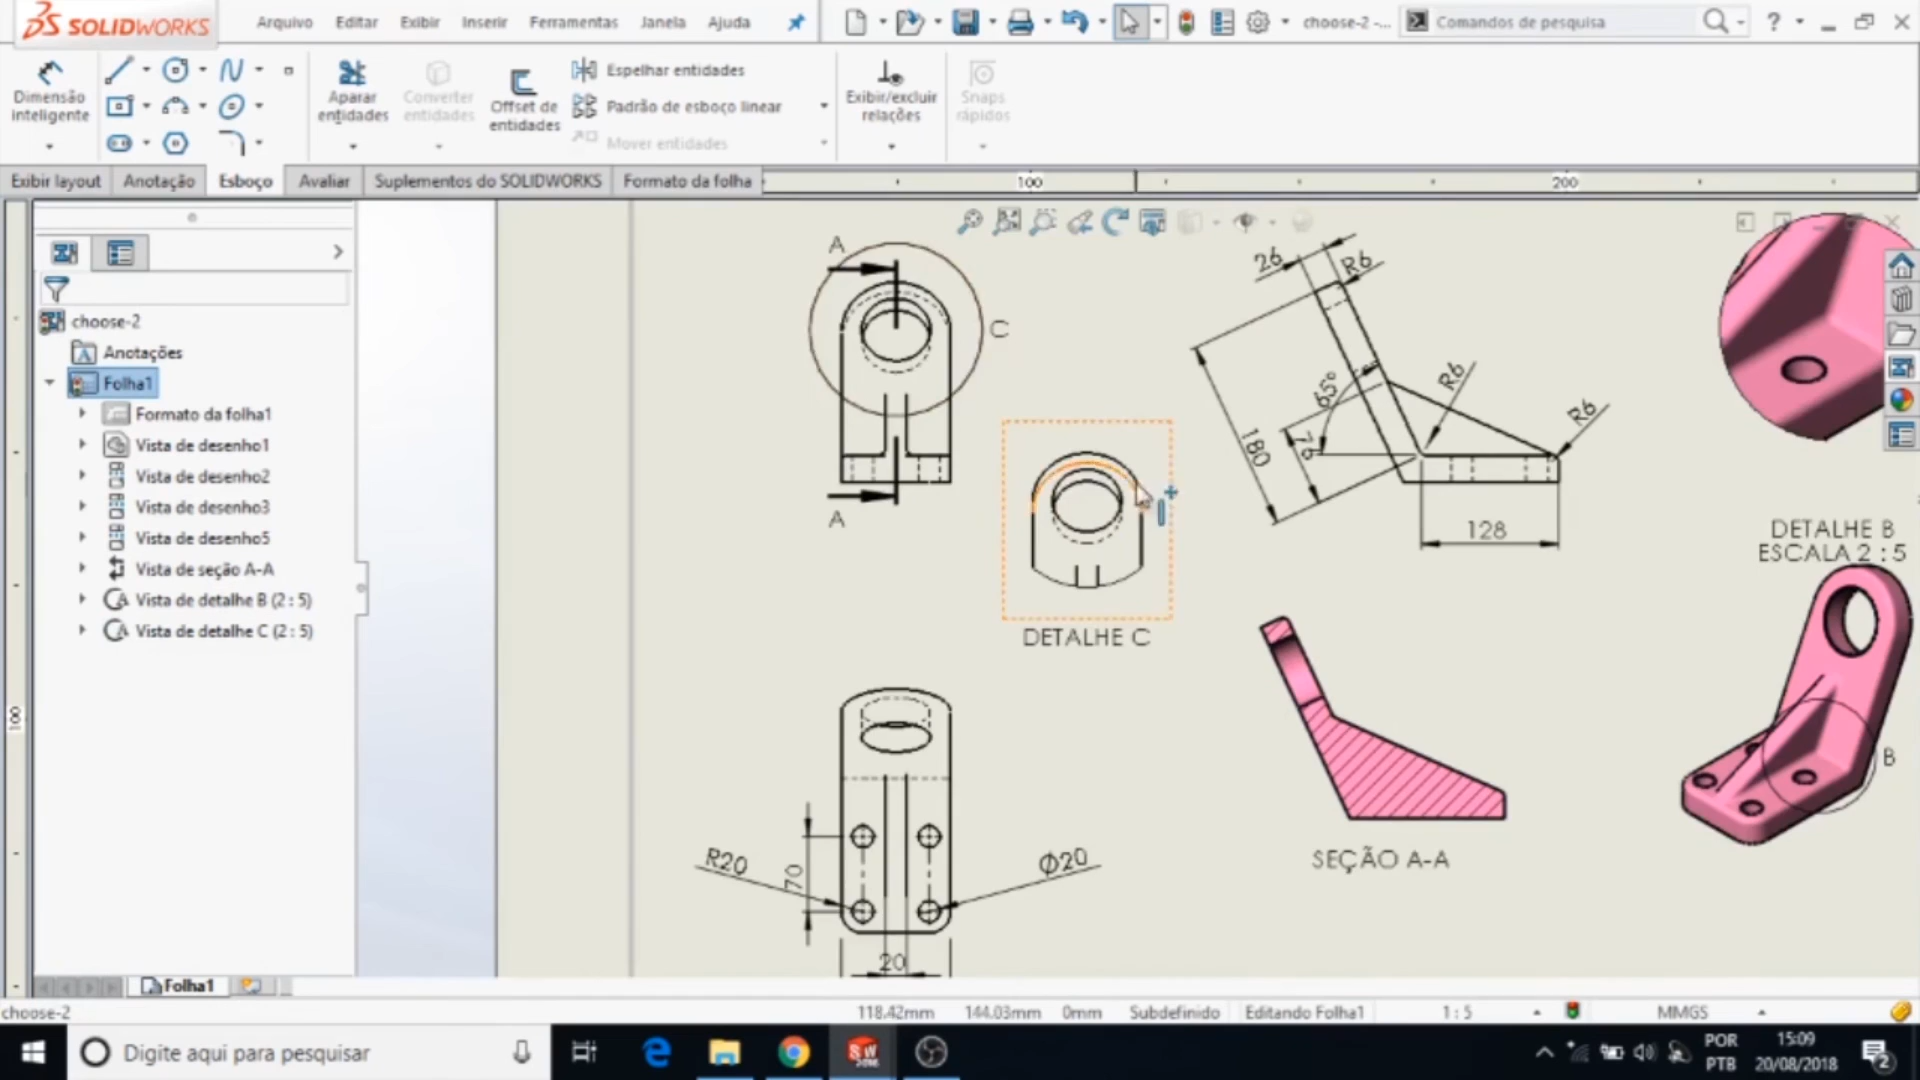 SOLIDWORKS
Arquivo
Editar
Exibir
Inserir
Ferramentas
Janela
Ajuda
choose-2 -...
Comandos de pesquisa
?
Dimensão
inteligente
Aparar
entidades
Converter
entidades
Offset de
entidades
Espelhar entidades
Padrão de esboço linear
Mover entidades
Exibir/excluir
relações
Snaps
rápidos
Exibir layout
Anotação
Esboço
Avaliar
Suplementos do SOLIDWORKS
Formato da folha
100
200
choose-2
Anotações
Folha1
Formato da folha1
Vista de desenho1
Vista de desenho2
Vista de desenho3
Vista de desenho5
Vista de seção A-A
Vista de detalhe B (2 : 5)
Vista de detalhe C (2 : 5)
100
A
C
A
DETALHE C
26
R6
65°
R6
R6
180
76
128
DETALHE B
ESCALA 2 : 5
SEÇÃO A-A
B
R20
70
Ø20
20
Folha1
choose-2
118.42mm
144.03mm
0mm
Subdefinido
Editando Folha1
1 : 5
MMGS
Digite aqui para pesquisar
SW
2016
POR
PTB
15:09
20/08/2018
2